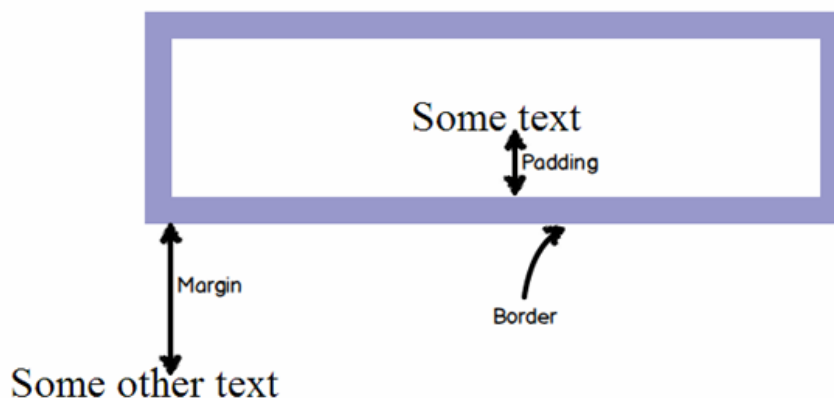 Some text
Padding
Margin
Border
Some other text